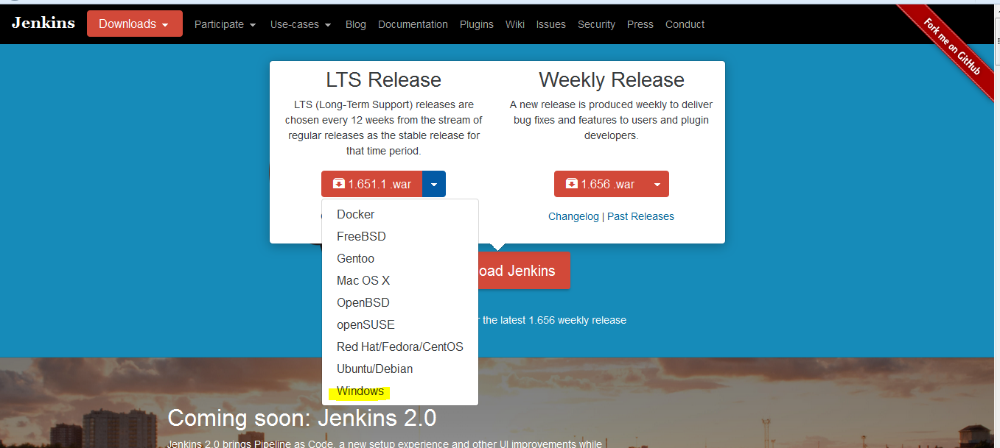 Jenkins
Downloads
Participate
Use-cases
Blog
Documentation
Plugins
Wiki
Issues
Security
Press
Conduct
Fork me on GitHub
LTS Release
LTS (Long-Term Support) releases are
chosen every 12 weeks from the stream of
regular releases as the stable release for
that time period.
1.651.1 .war
Docker
FreeBSD
Gentoo
Mac OS X
OpenBSD
openSUSE
Red Hat/Fedora/CentOS
Ubuntu/Debian
Windows
Weekly Release
A new release is produced weekly to deliver
bug fixes and features to users and plugin
developers.
1.656 .war
Changelog | Past Releases
oad Jenkins
the latest 1.656 weekly release
Coming soon: Jenkins 2.0
Jenkins 2.0 brings Pipeline as Code, a new setup experience and other UI improvements while